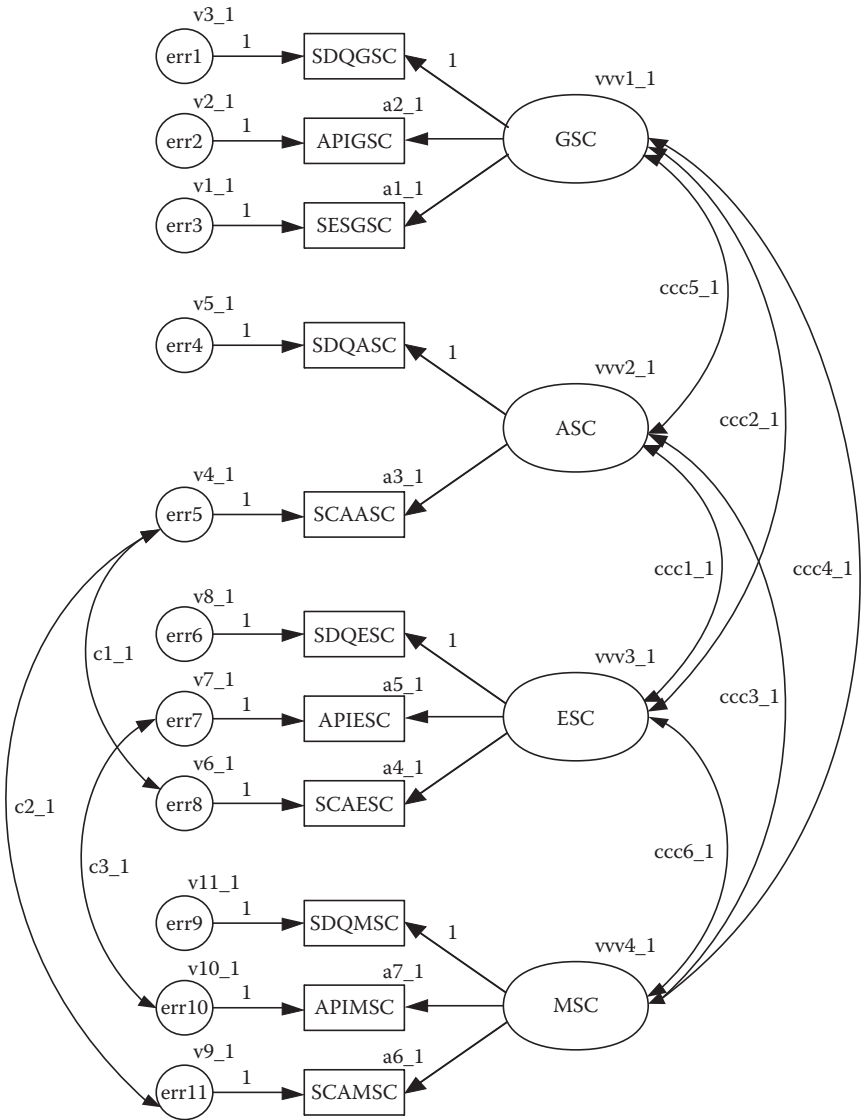 v3_1
err1 1 SDQGSC 1
vvv1_1
v2_1 a2_1
err2 1 APIGSC GSC
v1_1 a1_1
err3 1 SESGSC
ccc5_1
v5_1
err4 1 SDQASC 1
vvv2_1
ccc2_1
ASC
v4_1 a3_1
err5 1 SCAASC
ccc1_1 ccc4_1
v8_1
err6 1 SDQESC 1
c1_1
vvv3_1
v7_1 a5_1
ccc3_1
err7 1 APIESC ESC
v6_1 a4_1
err8 1 SCAESC
c2_1
ccc6_1
c3_1
v11_1
err9 1 SDQMSC 1
vvv4_1
v10_1 a7_1
err10 1 APIMSC MSC
v9_1 a6_1
err11 1 SCAMSC